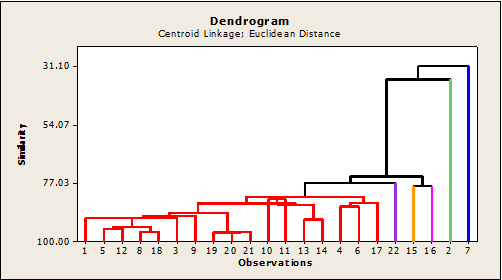 Dendrogram
Centroid Linkage; Euclidean Distance
Similarity
31.10
54.07
77.03
100.00
1 5 12 8 18 3 9 19 20 21 10 11 13 14 4 6 17 22 15 16 2 7
Observations